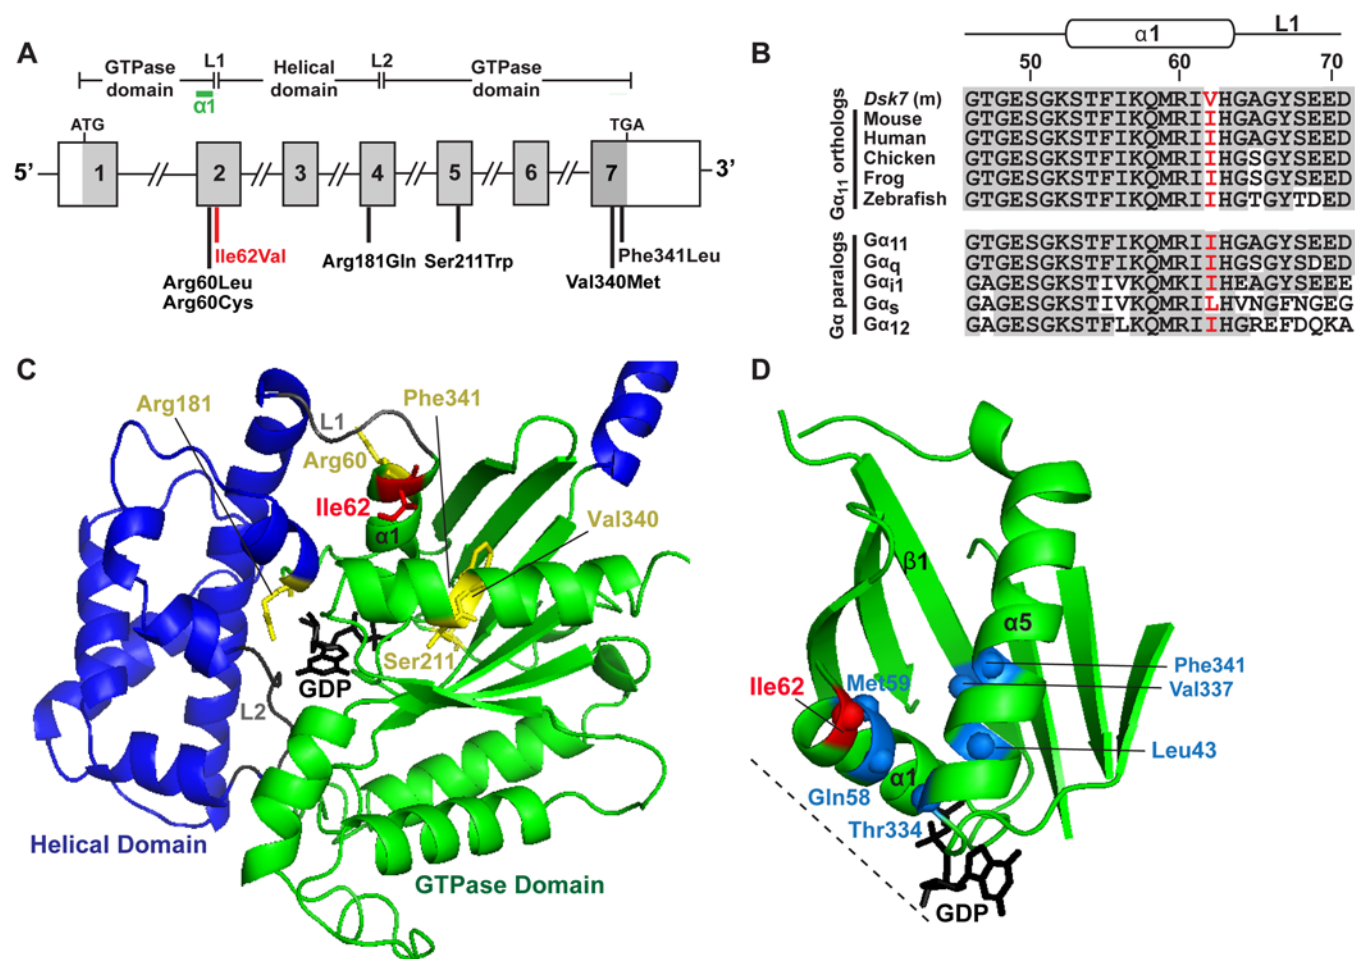 A
GTPase domain
L1
Helical domain
L2
GTPase domain
α1
ATG
TGA
5'
1
2
3
4
5
6
7
3'
Ile62Val
Arg60Leu
Arg60Cys
Arg181Gln
Ser211Trp
Phe341Leu
Val340Met
B
α1
L1
50
60
70
Gα11 orthologs
Dsk7 (m) GTGESGKSTFIKQMRIVHGAGYSEED
Mouse GTGESGKSTFIKQMRIIHGAGYSEED
Human GTGESGKSTFIKQMRIIHGAGYSEED
Chicken GTGESGKSTFIKQMRIIHGSGYSEED
Frog GTGESGKSTFIKQMRIIHGSGYSEED
Zebrafish GTGESGKSTFIKQMRIIHGTGYTDED
Gα paralogs
Gα11 GTGESGKSTFIKQMRIIHGAGYSEED
Gαq GTGESGKSTFIKQMRIIHGSGYSDED
Gαi1 GAGESGKSTIVKQMKIIHEAGYSEEE
Gαs GAGESGKSTIVKQMRILHVNGFNGEG
Gα12 GAGESGKSTFLKQMRIIHGREFDQKA
C
Arg181
Phe341
L1
Arg60
Ile62
α1
Val340
Ser211
GDP
L2
Helical Domain
GTPase Domain
D
β1
α5
Phe341
Val337
Ile62
Met59
Leu43
α1
Gln58
Thr334
GDP